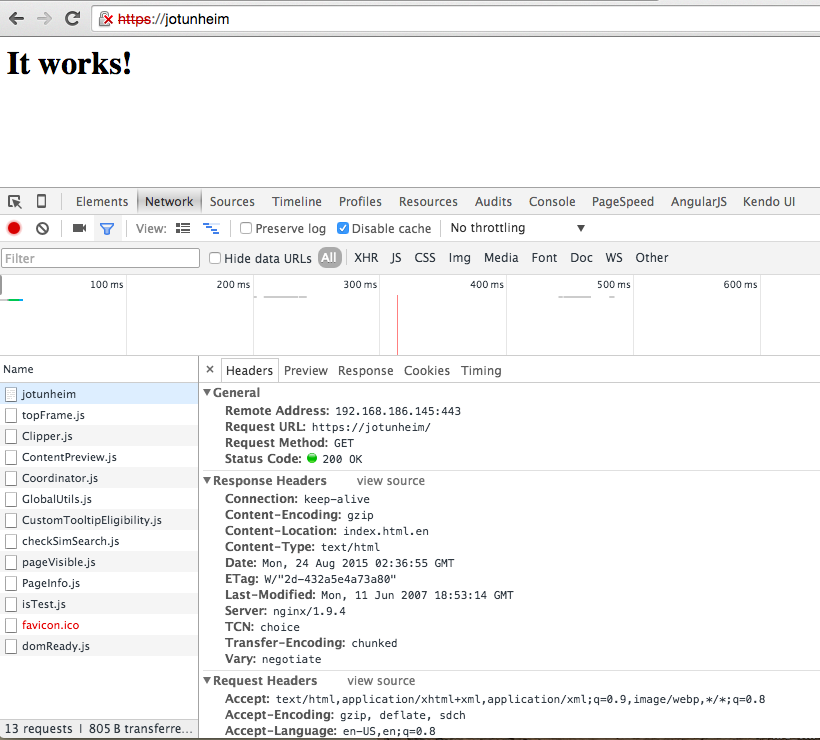 https://jotunheim
It works!
Elements Network Sources Timeline Profiles Resources Audits Console PageSpeed AngularJS Kendo UI
View: Preserve log Disable cache No throttling
Filter Hide data URLs All XHR JS CSS Img Media Font Doc WS Other
100 ms 200 ms 300 ms 400 ms 500 ms 600 ms
Name
jotunheim
topFrame.js
Clipper.js
ContentPreview.js
Coordinator.js
GlobalUtils.js
CustomTooltipEligibility.js
checkSimSearch.js
pageVisible.js
PageInfo.js
isTest.js
favicon.ico
domReady.js
13 requests | 805 B transferre...
× Headers Preview Response Cookies Timing
General
Remote Address: 192.168.186.145:443
Request URL: https://jotunheim/
Request Method: GET
Status Code: 200 OK
Response Headers view source
Connection: keep-alive
Content-Encoding: gzip
Content-Location: index.html.en
Content-Type: text/html
Date: Mon, 24 Aug 2015 02:36:55 GMT
ETag: W/"2d-432a5e4a73a80"
Last-Modified: Mon, 11 Jun 2007 18:53:14 GMT
Server: nginx/1.9.4
TCN: choice
Transfer-Encoding: chunked
Vary: negotiate
Request Headers view source
Accept: text/html,application/xhtml+xml,application/xml;q=0.9,image/webp,*/*;q=0.8
Accept-Encoding: gzip, deflate, sdch
Accept-Language: en-US,en;q=0.8